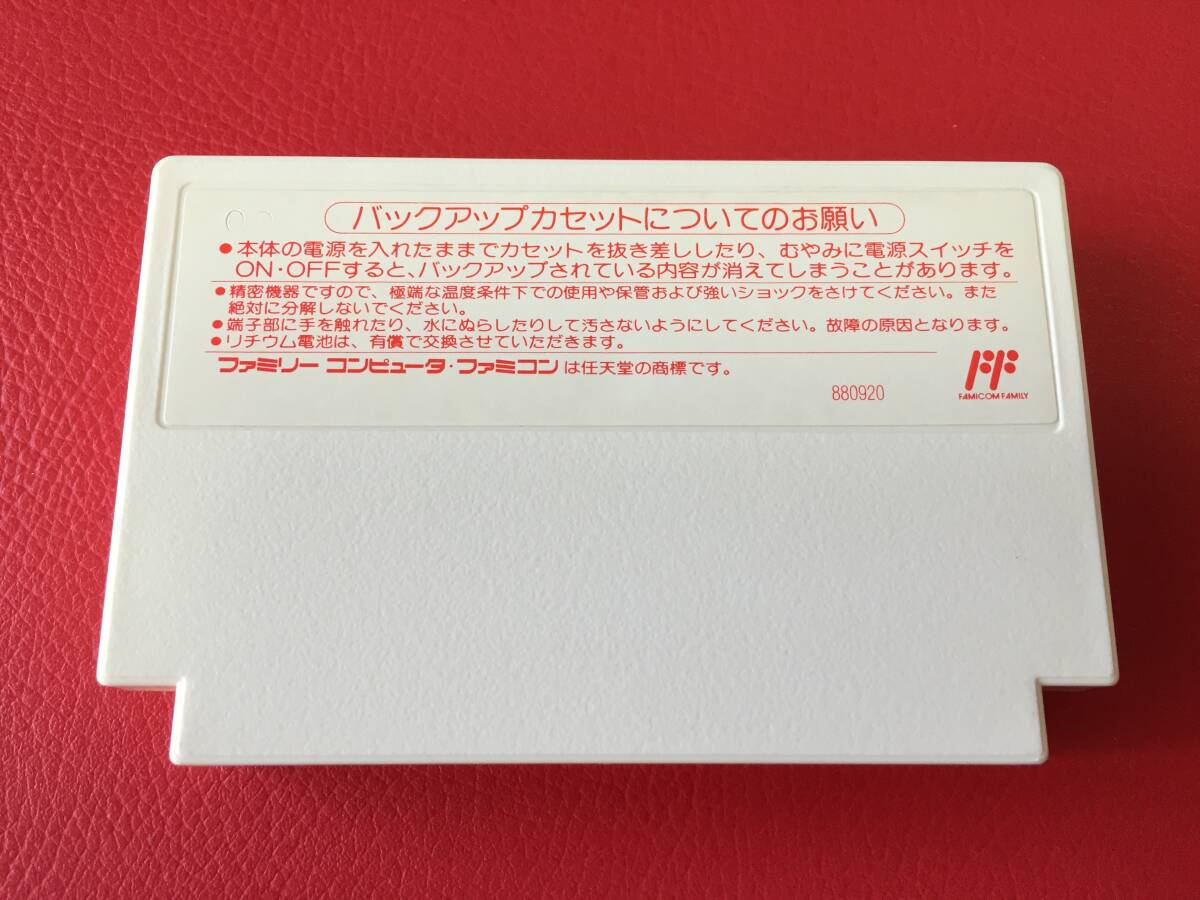 バックアップカセットについてのお願い
●本体の電源を入れたままでカセットを抜き差ししたり、むやみに電源スイッチを
ON・OFFすると、バックアップされている内容が消えてしまうことがあります。
●精密機器ですので、極端な温度条件下での使用や保管および強いショックをさけてください。また
絶対に分解しないでください。
●端子部に手を触れたり、水にぬらしたりして汚さないようにしてください。故障の原因となります。
●リチウム電池は、有償で交換させていただきます。
ファミリーコンピュータ・ファミコンは任天堂の商標です。
880920
FF
FAMICOM FAMILY